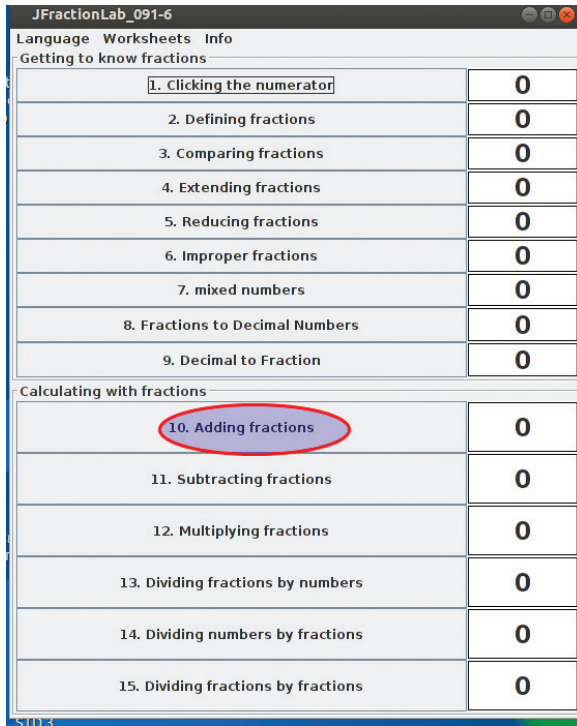 JFractionLab_091-6
Language Worksheets Info
Getting to know fractions
1. Clicking the numerator 0
2. Defining fractions 0
3. Comparing fractions 0
4. Extending fractions 0
5. Reducing fractions 0
6. Improper fractions 0
7. mixed numbers 0
8. Fractions to Decimal Numbers 0
9. Decimal to Fraction 0
Calculating with fractions
10. Adding fractions 0
11. Subtracting fractions 0
12. Multiplying fractions 0
13. Dividing fractions by numbers 0
14. Dividing numbers by fractions 0
15. Dividing fractions by fractions 0
STD 3